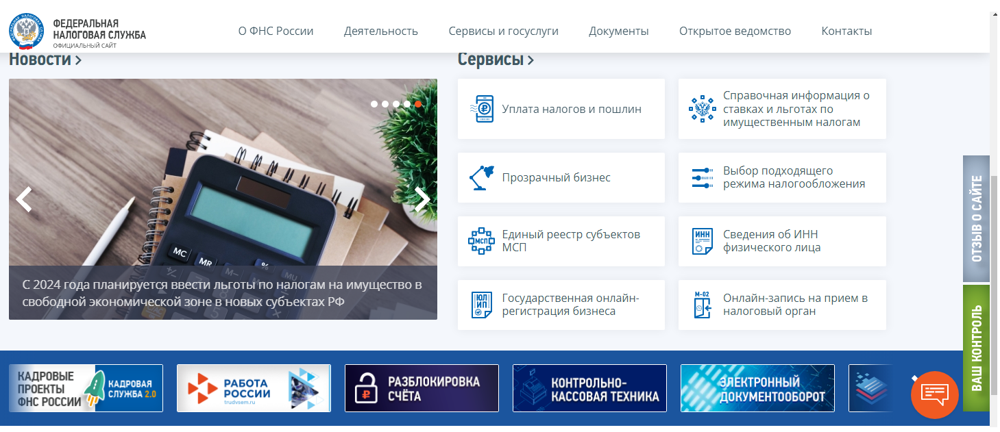 ФЕДЕРАЛЬНАЯ
НАЛОГОВАЯ СЛУЖБА
ОФИЦИАЛЬНЫЙ САЙТ
О ФНС России
Деятельность
Сервисы и госуслуги
Документы
Открытое ведомство
Контакты
Новости
MC
MR
M-
%
MU
5
С 2024 года планируется ввести льготы по налогам на имущество в
свободной экономической зоне в новых субъектах РФ
Сервисы
Уплата налогов и пошлин
Справочная информация о
ставках и льготах по
имущественным налогам
Прозрачный бизнес
Выбор подходящего
режима налогообложения
МСП
Единый реестр субъектов
МСП
ИНН
Сведения об ИНН
физического лица
ЮЛ
ИП
Государственная онлайн-
регистрация бизнеса
М-02
Онлайн-запись на прием в
налоговый орган
ОТЗЫВ О САЙТЕ
ВАШ КОНТРОЛЬ
КАДРОВЫЕ
ПРОЕКТЫ
ФНС РОССИИ
КАДРОВАЯ
СЛУЖБА 2.0
РАБОТА
РОССИИ
trudvsem.ru
РАЗБЛОКИРОВКА
СЧЁТА
КОНТРОЛЬНО-
КАССОВАЯ ТЕХНИКА
ЭЛЕКТРОННЫЙ
ДОКУМЕНТООБОРОТ